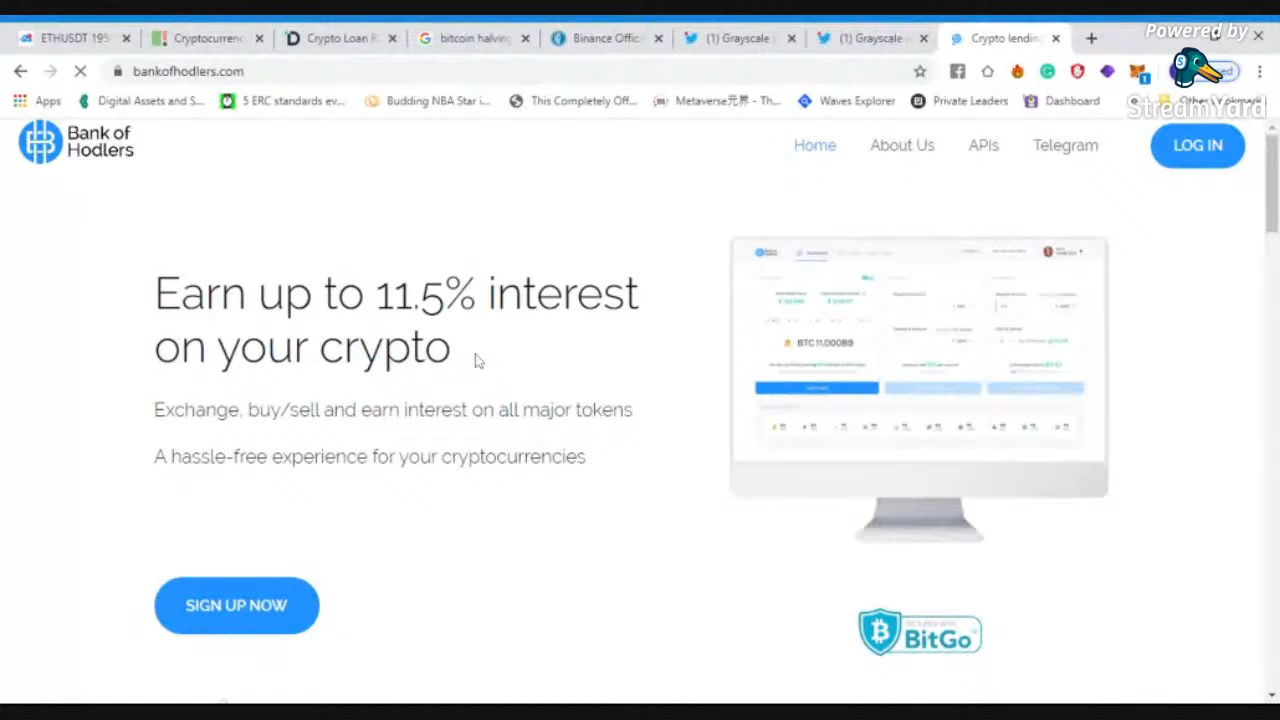 Powered by
StreamYard
ETHUSDT 195
Cryptocurrenc
Crypto Loan R
bitcoin halving
Binance Offic
(1) Grayscale
(1) Grayscale
Crypto lending
bankofhodlers.com
Apps
Digital Assets and S...
5 ERC standards ev...
Budding NBA Star i...
This Completely Off...
Metaverse元界 - Th...
Waves Explorer
Private Leaders
Dashboard
Bank of
Hodlers
Home
About Us
APIs
Telegram
LOG IN
Earn up to 11.5% interest
on your crypto
Exchange, buy/sell and earn interest on all major tokens
A hassle-free experience for your cryptocurrencies
SIGN UP NOW
BTC 11.00089
BitGo